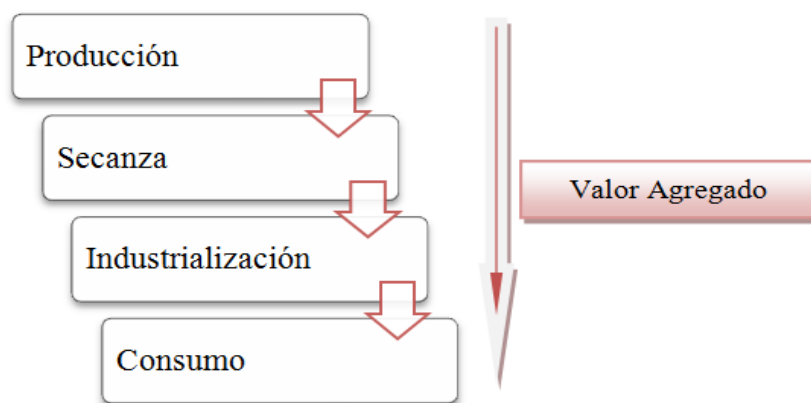 Producción
Secanza
Industrialización
Consumo
Valor Agregado